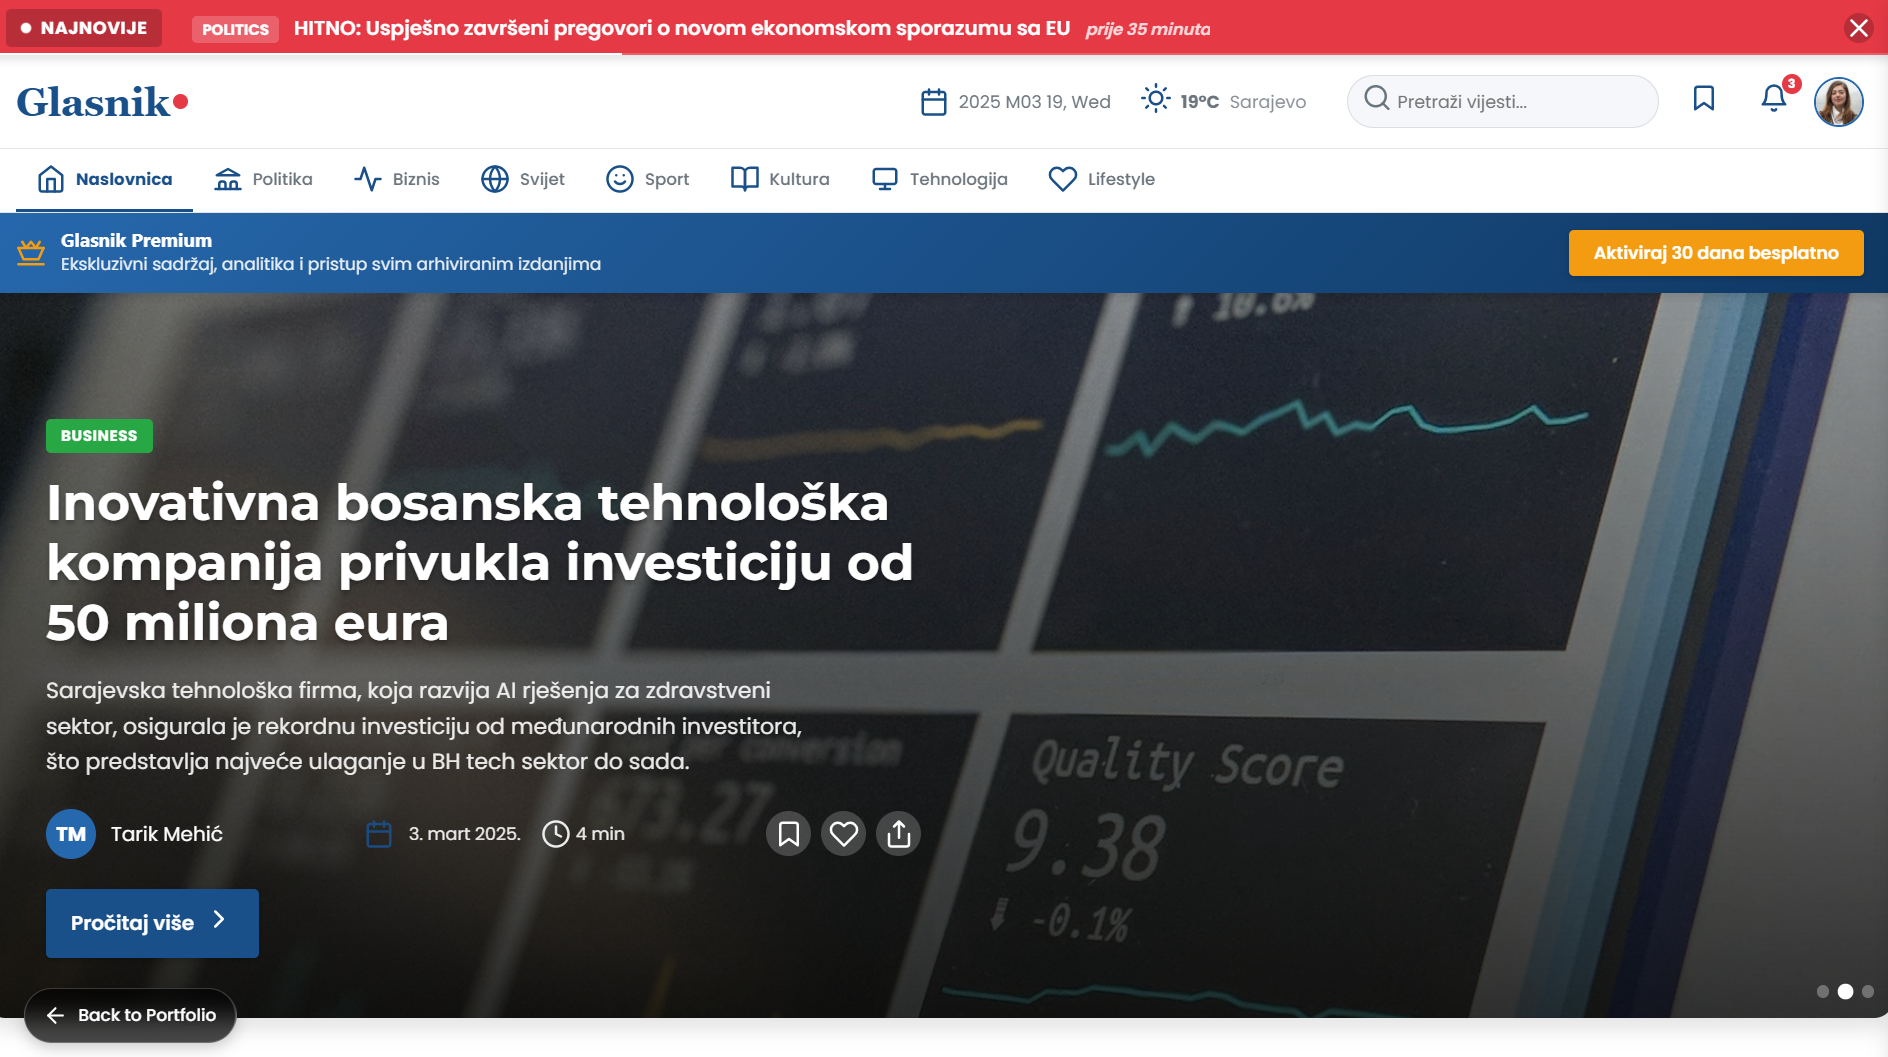 NAJNOVIJE
POLITICS
HITNO: Uspješno završeni pregovori o novom ekonomskom sporazumu sa EU
prije 35 minuta
Glasnik
2025 M03 19, Wed
19°C Sarajevo
Pretraži vijesti...
3
Naslovnica
Politika
Biznis
Svijet
Sport
Kultura
Tehnologija
Lifestyle
Glasnik Premium
Ekskluzivni sadržaj, analitika i pristup svim arhiviranim izdanjima
Aktiviraj 30 dana besplatno
10.6%
BUSINESS
Inovativna bosanska tehnološka
kompanija privukla investiciju od
50 miliona eura
Sarajevska tehnološka firma, koja razvija AI rješenja za zdravstveni
sektor, osigurala je rekordnu investiciju od međunarodnih investitora,
što predstavlja najveće ulaganje u BH tech sektor do sada.
conversion
673.27
Quality Score
9.38
-0.1%
TM
Tarik Mehić
3. mart 2025.
4 min
Pročitaj više
Back to Portfolio